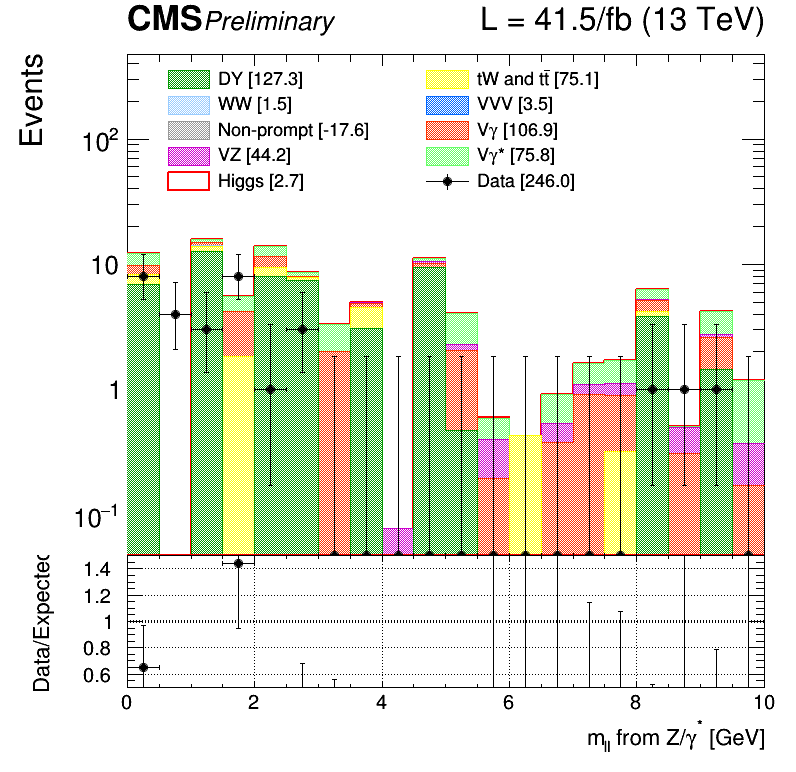 CMS Preliminary L = 41.5/fb (13 TeV)
Events
DY [127.3]
WW [1.5]
Non-prompt [-17.6]
VZ [44.2]
Higgs [2.7]
tW and tt̄ [75.1]
VVV [3.5]
Vγ [106.9]
Vγ* [75.8]
Data [246.0]
10²
10
1
10⁻¹
Data/Expected
1.4
1.2
1
0.8
0.6
0 2 4 6 8 10
m_ll from Z/γ* [GeV]